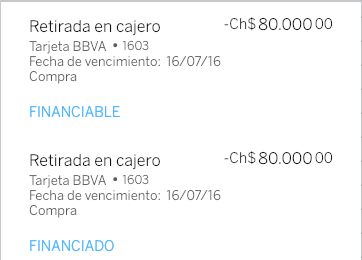 Retirada en cajero -Ch$ 80.000 00
Tarjeta BBVA • 1603
Fecha de vencimiento: 16/07/16
Compra
FINANCIABLE
Retirada en cajero -Ch$ 80.000 00
Tarjeta BBVA • 1603
Fecha de vencimiento: 16/07/16
Compra
FINANCIADO